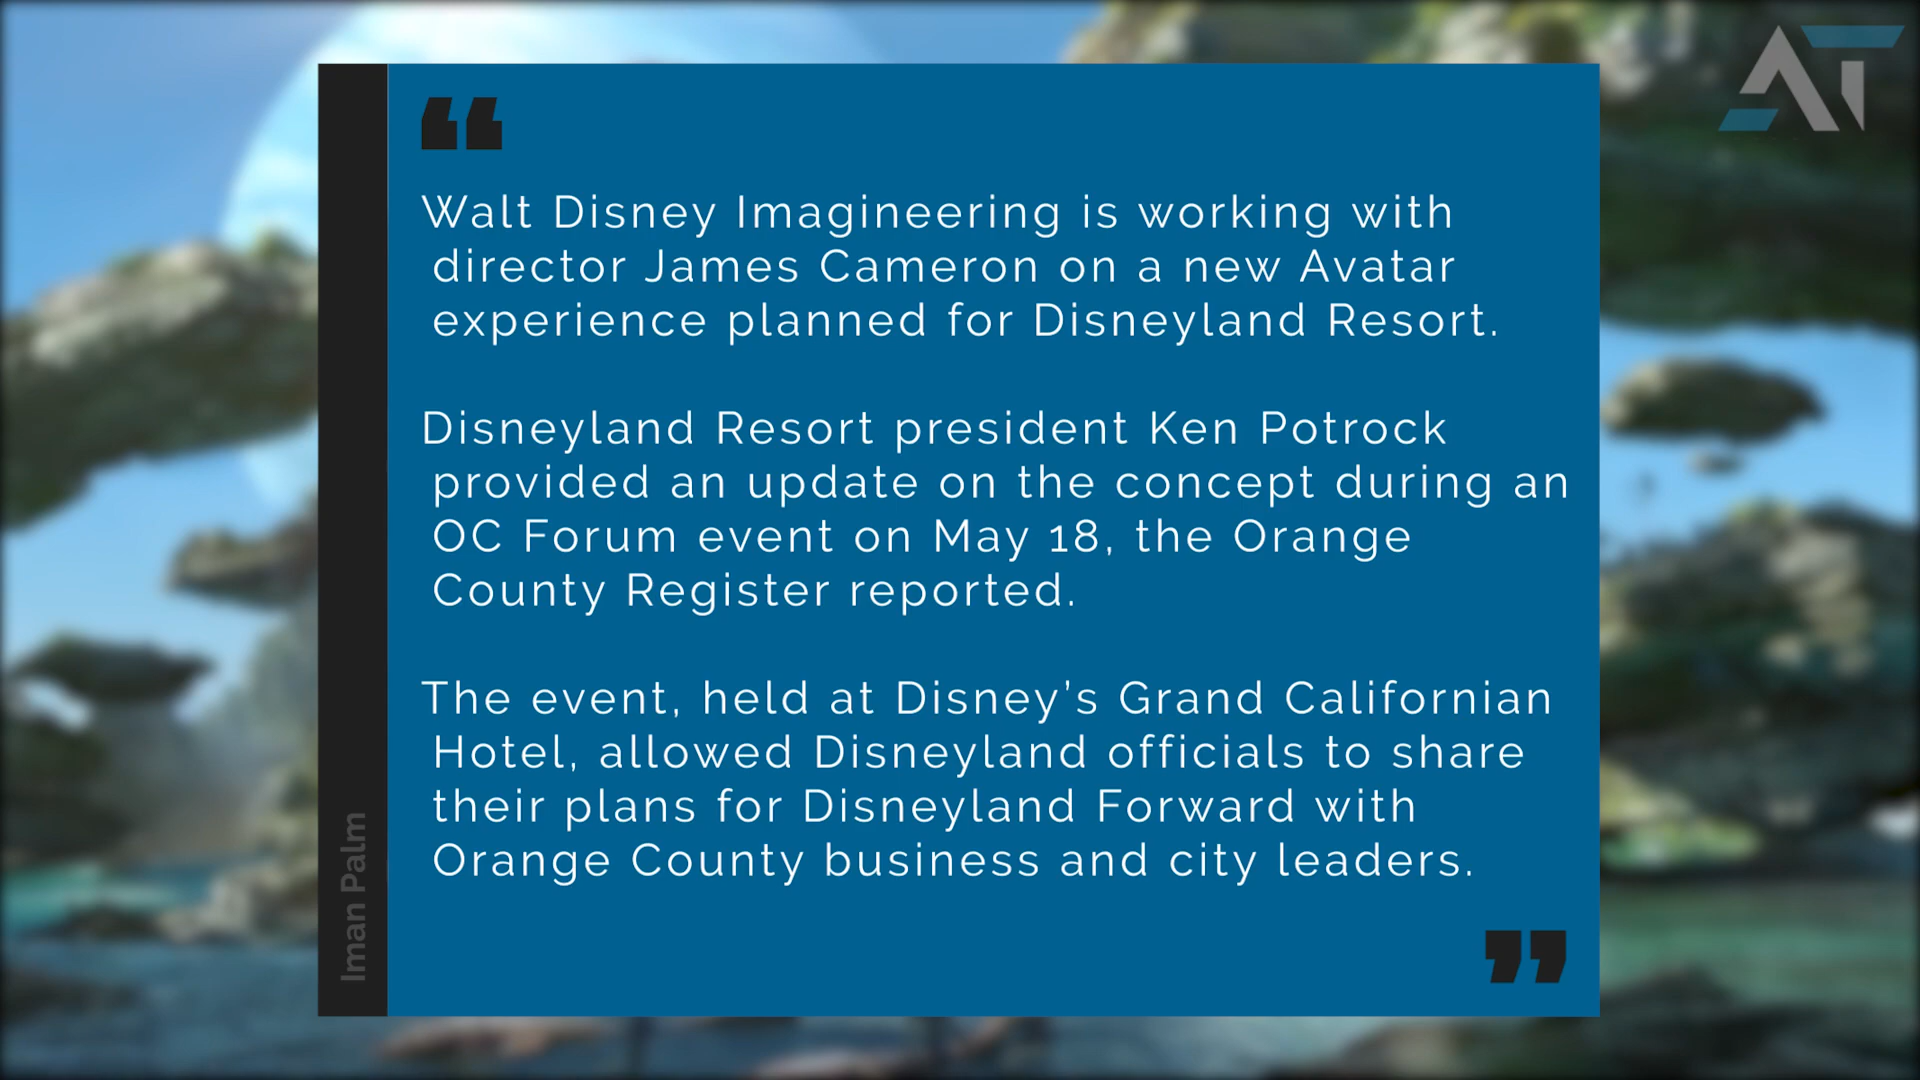 Walt Disney Imagineering is working with
director James Cameron on a new Avatar
experience planned for Disneyland Resort.
Disneyland Resort president Ken Potrock
provided an update on the concept during an
OC Forum event on May 18, the Orange
County Register reported.
The event, held at Disney’s Grand Californian
Hotel, allowed Disneyland officials to share
their plans for Disneyland Forward with
Orange County business and city leaders.
Iman Palm
AT